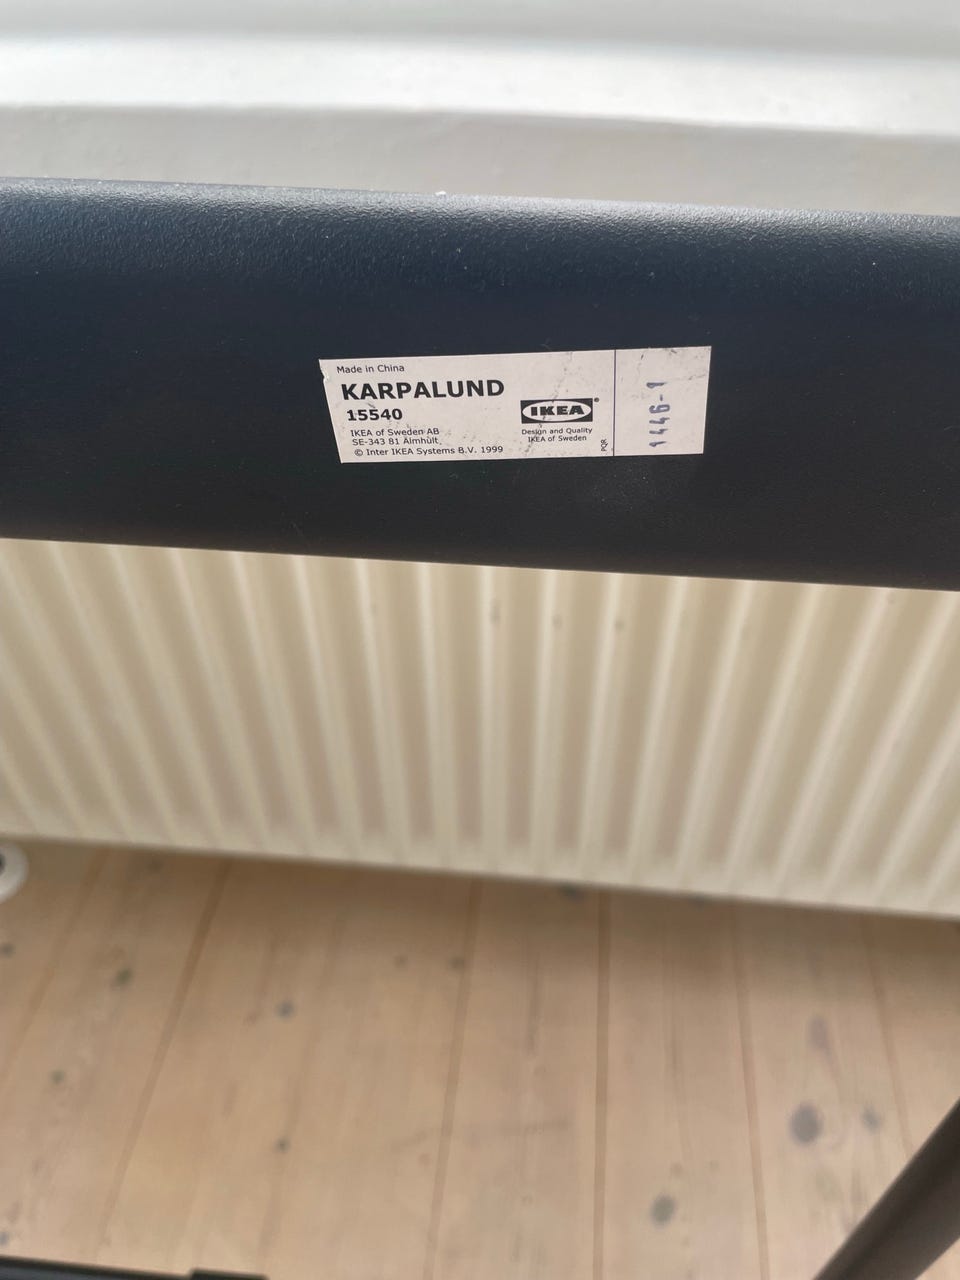 Made in China
KARPALUND
15540
IKEA of Sweden AB
SE-343 81 Älmhult
© Inter IKEA Systems B.V. 1999
IKEA®
Design and Quality
IKEA of Sweden
PQR
1446-1